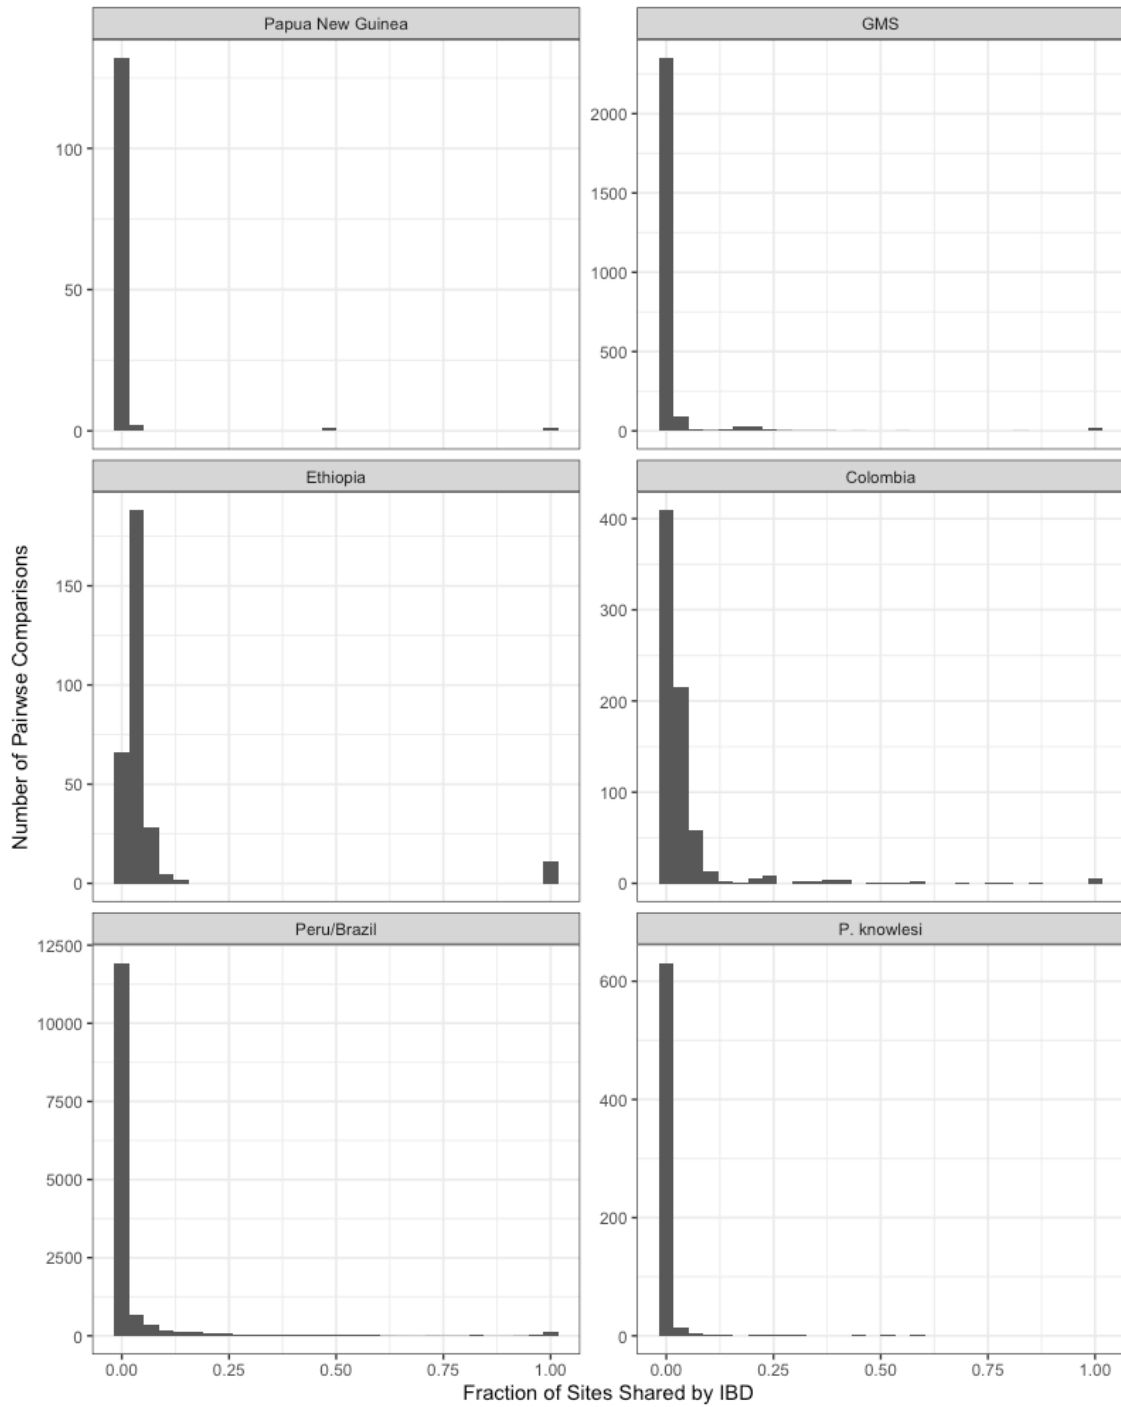 Papua New Guinea
GMS
100
50
0
2000
1500
1000
500
0
Ethiopia
Colombia
150
100
50
0
400
300
200
100
0
Peru/Brazil
P. knowlesi
12500
10000
7500
5000
2500
0
600
400
200
0
0.00 0.25 0.50 0.75 1.00
0.00 0.25 0.50 0.75 1.00
Number of Pairwse Comparisons
Fraction of Sites Shared by IBD